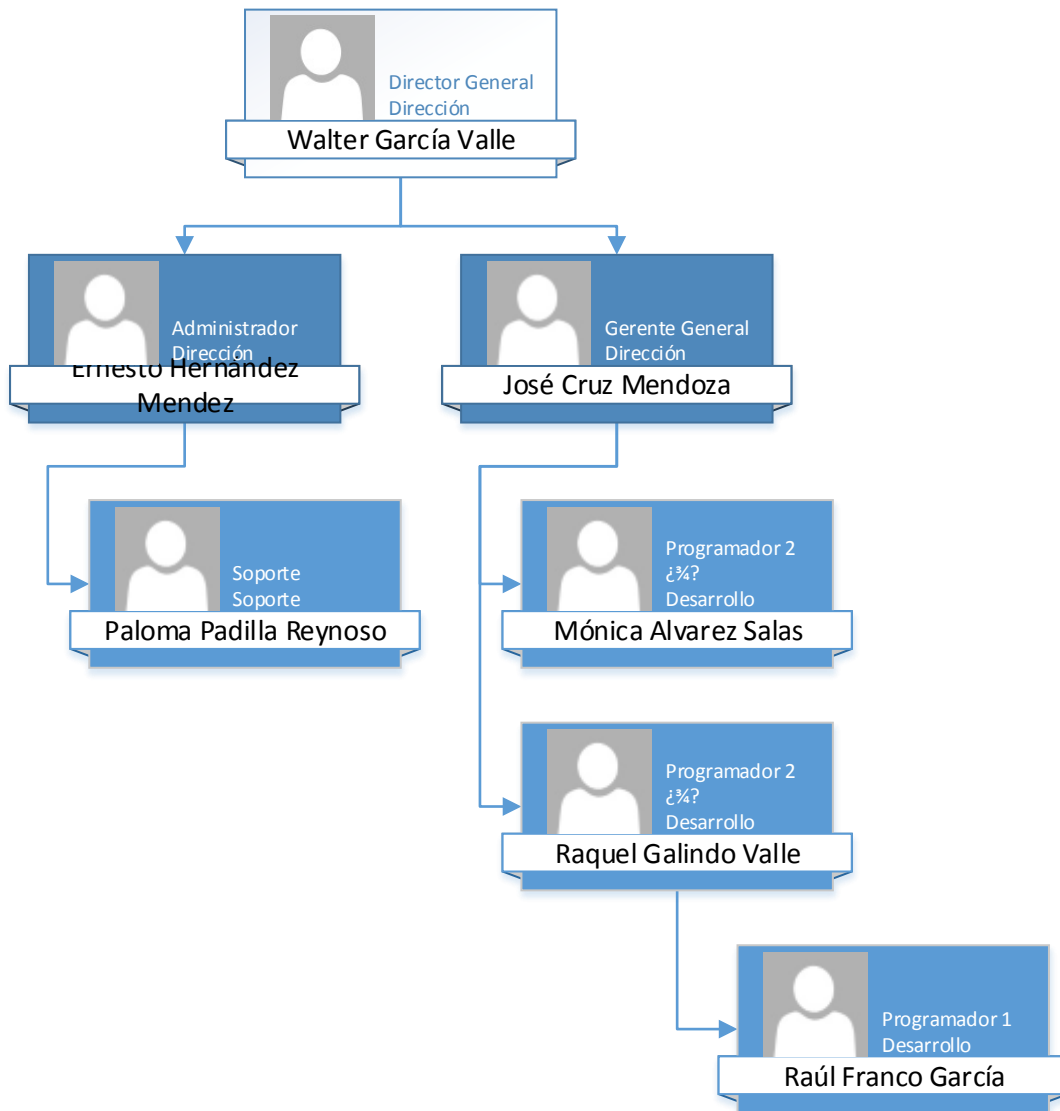 Director General
Dirección
Walter García Valle
Administrador
Dirección
Ernesto Hernández
Mendez
Gerente General
Dirección
José Cruz Mendoza
Soporte
Soporte
Paloma Padilla Reynoso
Programador 2
¿¾?
Desarrollo
Mónica Alvarez Salas
Programador 2
¿¾?
Desarrollo
Raquel Galindo Valle
Programador 1
Desarrollo
Raúl Franco García